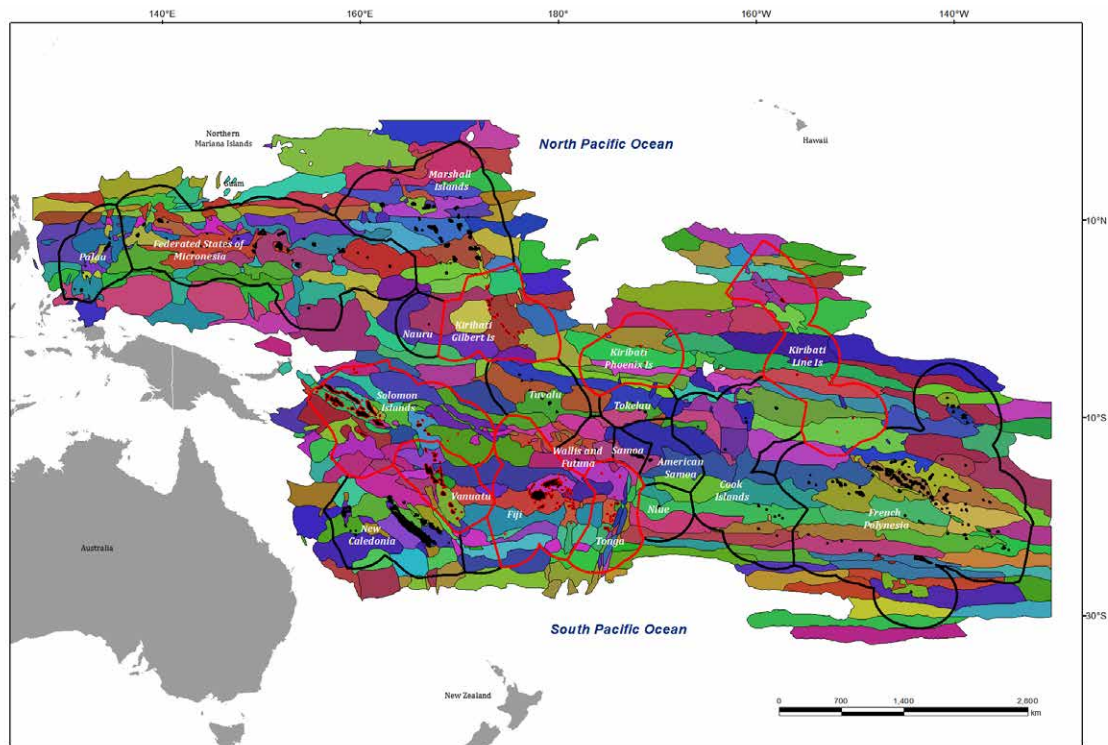 140°E 160°E 180° 160°W 140°W
Northern
Mariana Islands
North Pacific Ocean
Hawaii
Guam
Marshall
Islands
10°N
10°N
Palau
Federated States of
Micronesia
Nauru
Kiribati
Gilbert Is
Kiribati
Phoenix Is
Kiribati
Line Is
Solomon
Islands
Tuvalu
Tokelau
10°S
10°S
Wallis and
Futuna
Samoa
American
Samoa
Cook
Islands
Vanuatu
Fiji
Niue
French
Polynesia
New
Caledonia
Tonga
Australia
30°S
South Pacific Ocean
New Zealand
0 700 1,400 2,800
km